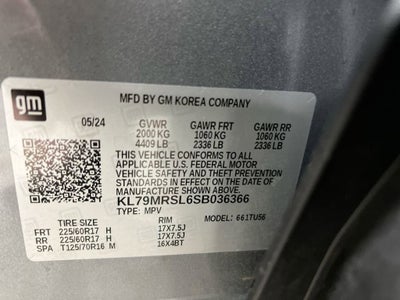 gm
MFD BY GM KOREA COMPANY
05/24 GVWR GAWR FRT GAWR RR
2000 KG 1060 KG 1060 KG
4409 LB 2336 LB 2336 LB
THIS VEHICLE CONFORMS TO ALL
APPLICABLE U.S. FEDERAL MOTOR
VEHICLE SAFETY AND THEFT PREVENTION
STANDARDS IN EFFECT ON THE DATE OF
MANUFACTURE SHOWN ABOVE.
KL79MRSL6SB036366
TYPE: MPV MODEL: 661TU56
TIRE SIZE RIM
FRT 225/60R17 H 17X7.5J
RR 225/60R17 H 17X7.5J
SPA T125/70R16 M 16X4BT